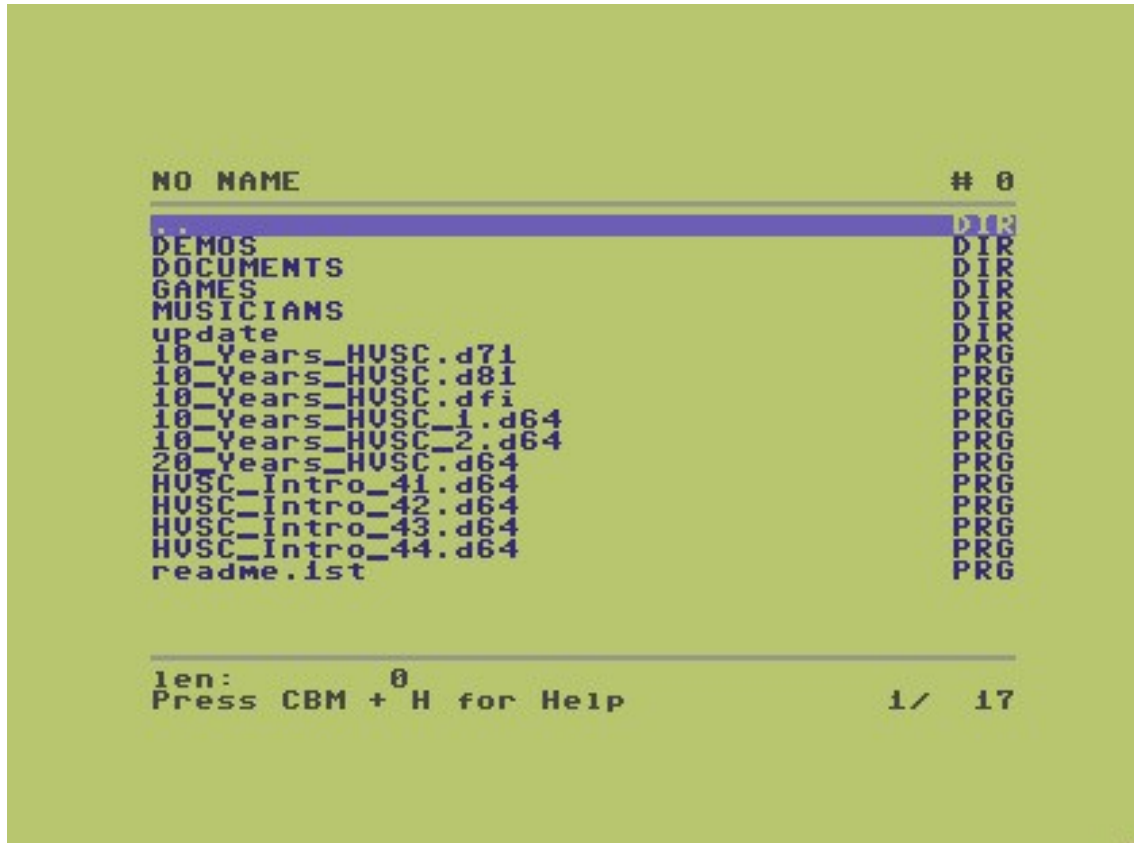 NO NAME # 0
.. DIR
DEMOS DIR
DOCUMENTS DIR
GAMES DIR
MUSICIANS DIR
update DIR
10_Years_HVSC.d71 PRG
10_Years_HVSC.d81 PRG
10_Years_HVSC.dfi PRG
10_Years_HVSC_1.d64 PRG
10_Years_HVSC_2.d64 PRG
20_Years_HVSC.d64 PRG
HVSC_Intro_41.d64 PRG
HVSC_Intro_42.d64 PRG
HVSC_Intro_43.d64 PRG
HVSC_Intro_44.d64 PRG
readme.1st PRG
len: 0
Press CBM + H for Help 1/ 17